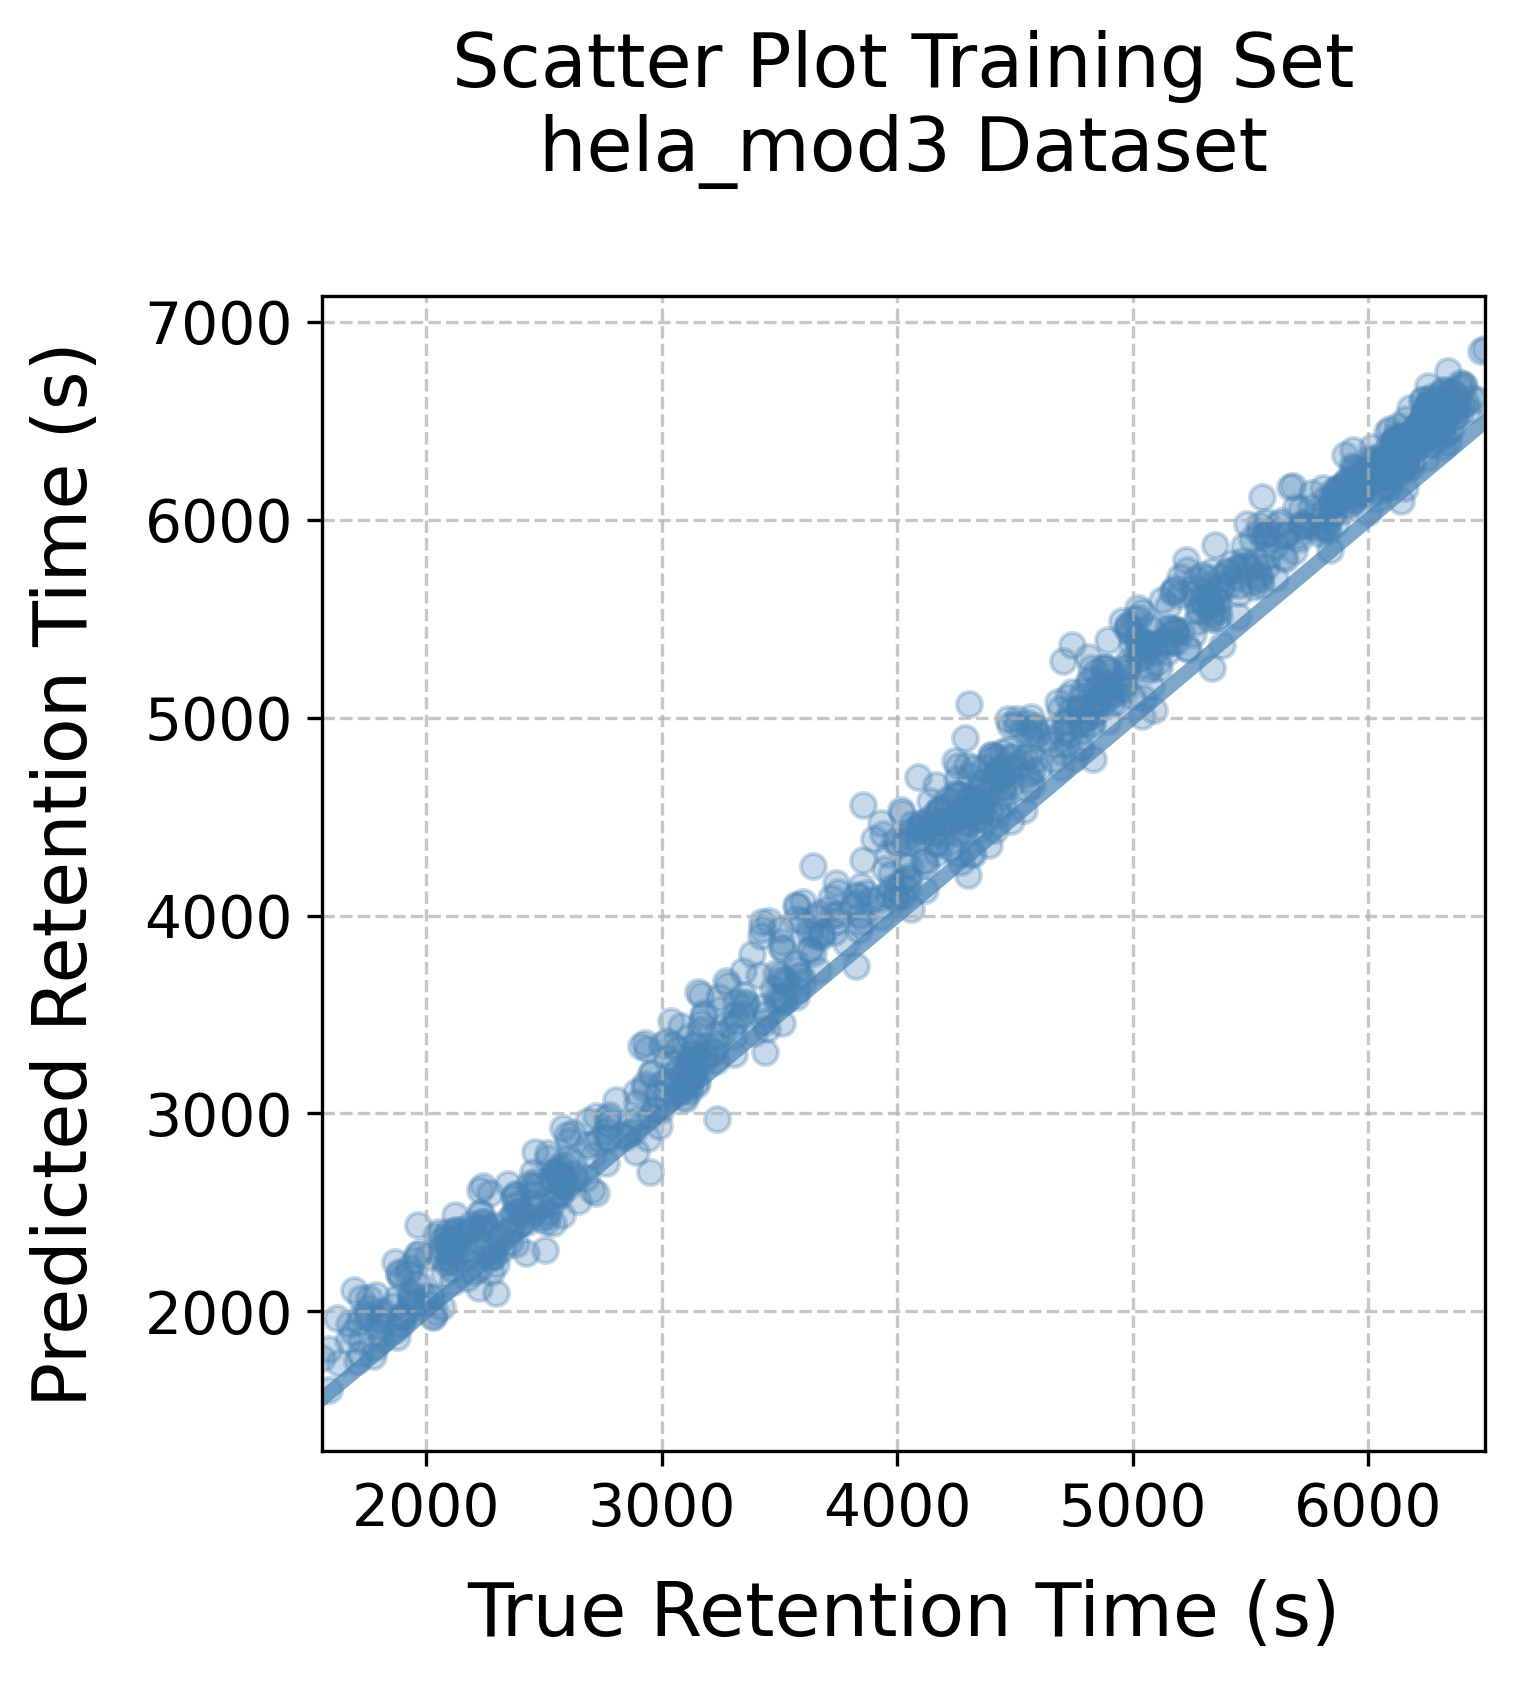 Scatter Plot Training Set
hela_mod3 Dataset
7000
6000
5000
4000
3000
2000
Predicted Retention Time (s)
2000 3000 4000 5000 6000
True Retention Time (s)